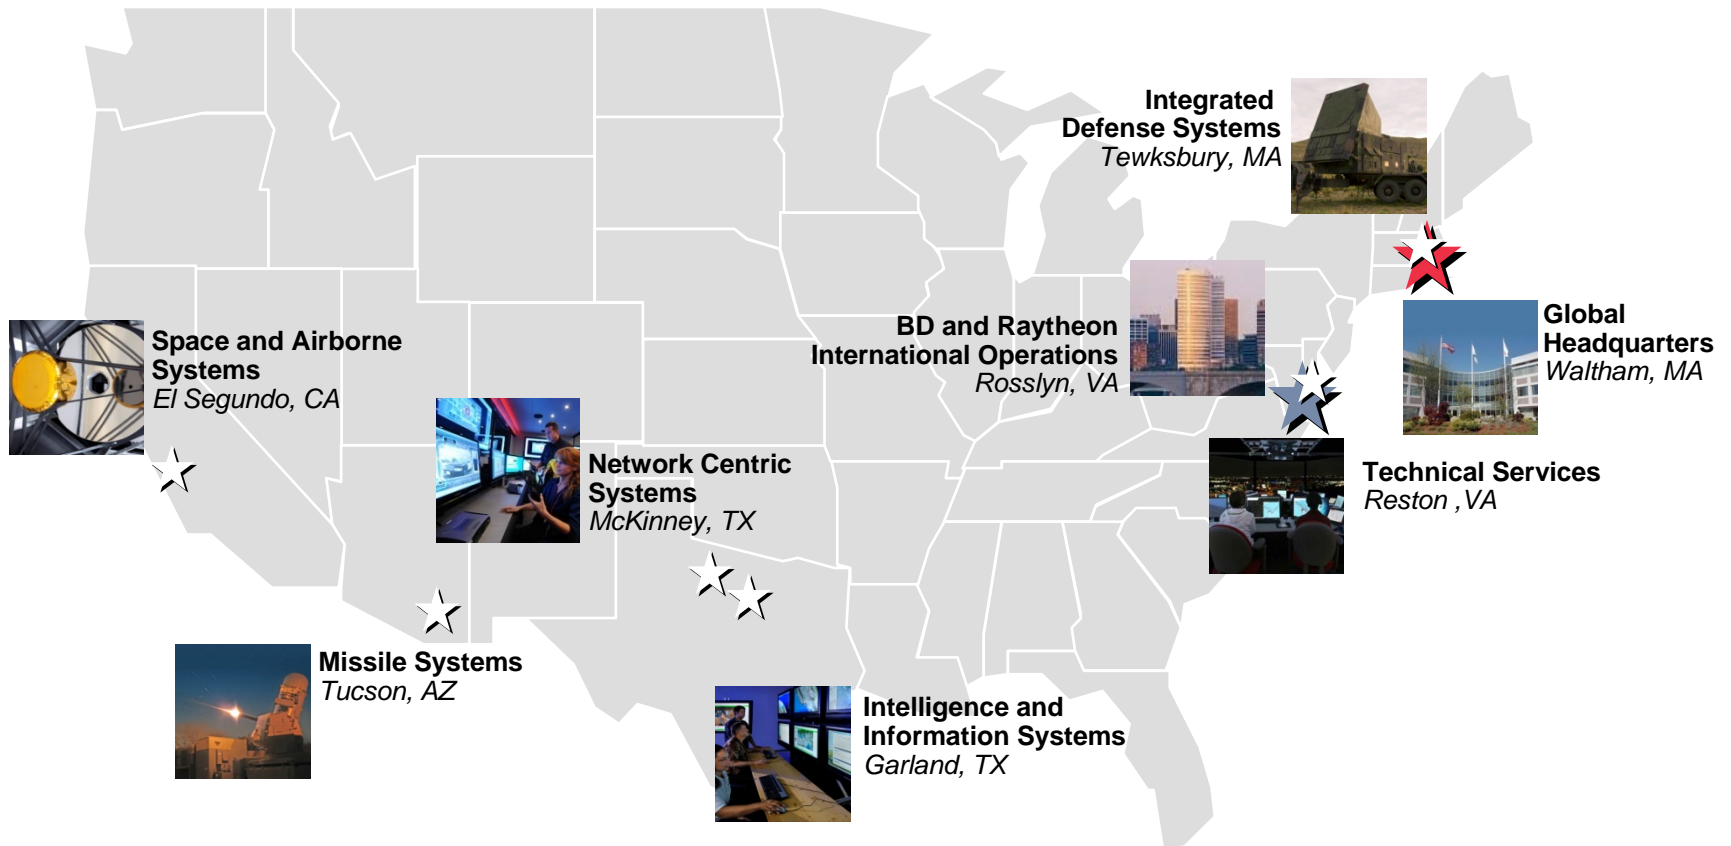 Integrated
Defense Systems
Tewksbury, MA
BD and Raytheon
International Operations
Rosslyn, VA
Global
Headquarters
Waltham, MA
Space and Airborne
Systems
El Segundo, CA
Network Centric
Systems
McKinney, TX
Technical Services
Reston ,VA
Missile Systems
Tucson, AZ
Intelligence and
Information Systems
Garland, TX